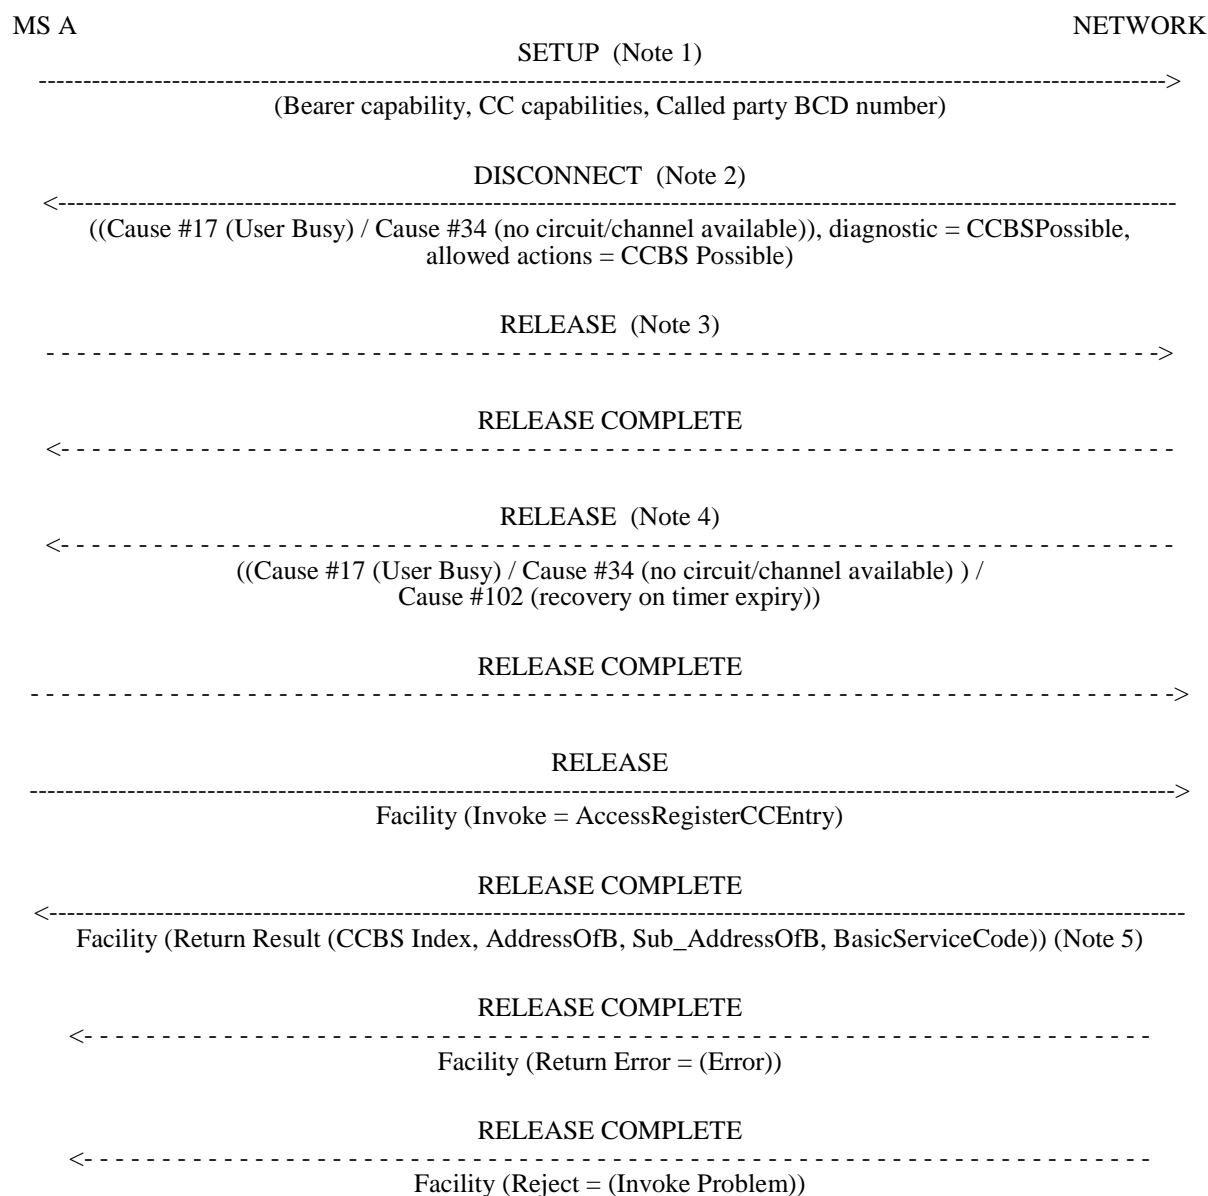 MS A NETWORK
SETUP (Note 1)
--------------------------------------------------------------------------------------------------------------------------------->
(Bearer capability, CC capabilities, Called party BCD number)
DISCONNECT (Note 2)
<---------------------------------------------------------------------------------------------------------------------------------
((Cause #17 (User Busy) / Cause #34 (no circuit/channel available)), diagnostic = CCBSPossible,
allowed actions = CCBS Possible)
RELEASE (Note 3)
- - - - - - - - - - - - - - - - - - - - - - - - - - - - - - - - - - - - - - - - - - - - - - - - - - - - - - - - - - - - - - - - - - - - - - - - ->
RELEASE COMPLETE
<- - - - - - - - - - - - - - - - - - - - - - - - - - - - - - - - - - - - - - - - - - - - - - - - - - - - - - - - - - - - - - - - - - - - - - - - -
RELEASE (Note 4)
<- - - - - - - - - - - - - - - - - - - - - - - - - - - - - - - - - - - - - - - - - - - - - - - - - - - - - - - - - - - - - - - - - - - - - - - - -
((Cause #17 (User Busy) / Cause #34 (no circuit/channel available) ) /
Cause #102 (recovery on timer expiry))
RELEASE COMPLETE
- - - - - - - - - - - - - - - - - - - - - - - - - - - - - - - - - - - - - - - - - - - - - - - - - - - - - - - - - - - - - - - - - - - - - - - - - ->
RELEASE
--------------------------------------------------------------------------------------------------------------------------------->
Facility (Invoke = AccessRegisterCCEntry)
RELEASE COMPLETE
<---------------------------------------------------------------------------------------------------------------------------------
Facility (Return Result (CCBS Index, AddressOfB, Sub_AddressOfB, BasicServiceCode)) (Note 5)
RELEASE COMPLETE
<- - - - - - - - - - - - - - - - - - - - - - - - - - - - - - - - - - - - - - - - - - - - - - - - - - - - - - - - - - - - - - - - - - - - - -
Facility (Return Error = (Error))
RELEASE COMPLETE
<- - - - - - - - - - - - - - - - - - - - - - - - - - - - - - - - - - - - - - - - - - - - - - - - - - - - - - - - - - - - - - - - - - - - - -
Facility (Reject = (Invoke Problem))